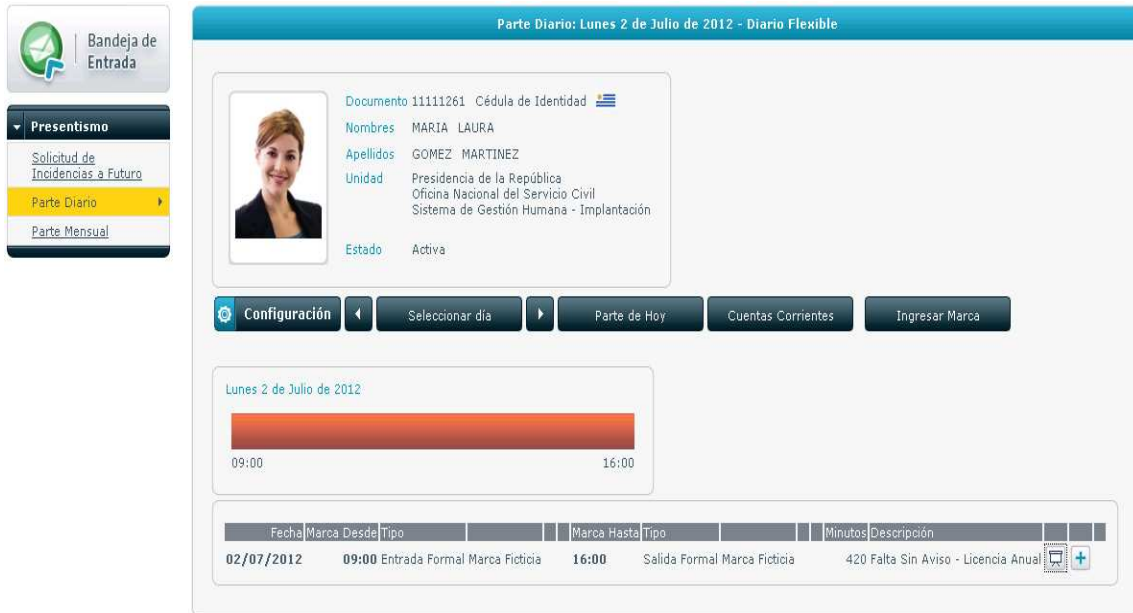 Bandeja de
Entrada
Presentismo
Solicitud de
Incidencias a Futuro
Parte Diario
Parte Mensual
Parte Diario: Lunes 2 de Julio de 2012 - Diario Flexible
Documento 11111261 Cédula de Identidad
Nombres MARIA LAURA
Apellidos GOMEZ MARTINEZ
Unidad Presidencia de la República
Oficina Nacional del Servicio Civil
Sistema de Gestión Humana - Implantación
Estado Activa
Configuración Seleccionar día Parte de Hoy Cuentas Corrientes Ingresar Marca
Lunes 2 de Julio de 2012
09:00 16:00
Fecha Marca Desde Tipo Marca Hasta Tipo Minutos Descripción
02/07/2012 09:00 Entrada Formal Marca Ficticia 16:00 Salida Formal Marca Ficticia 420 Falta Sin Aviso - Licencia Anual